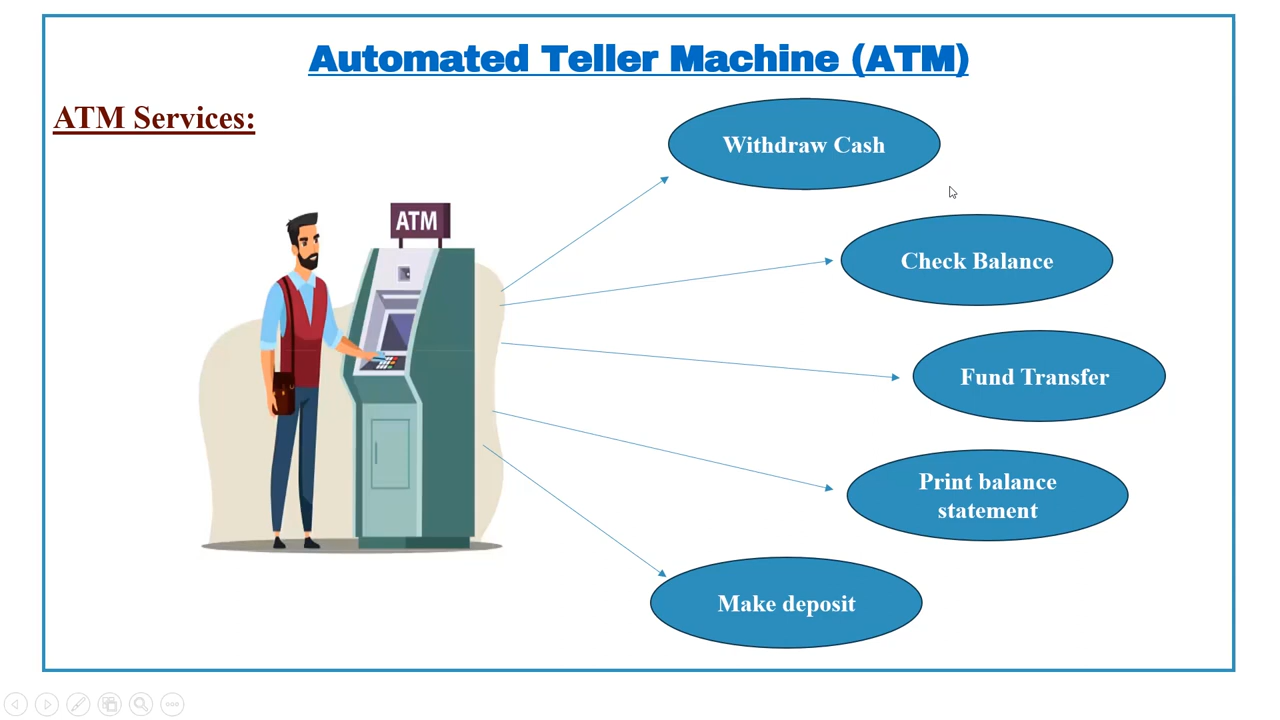 Automated Teller Machine (ATM)
ATM Services:
ATM
Withdraw Cash
Check Balance
Fund Transfer
Print balance
statement
Make deposit